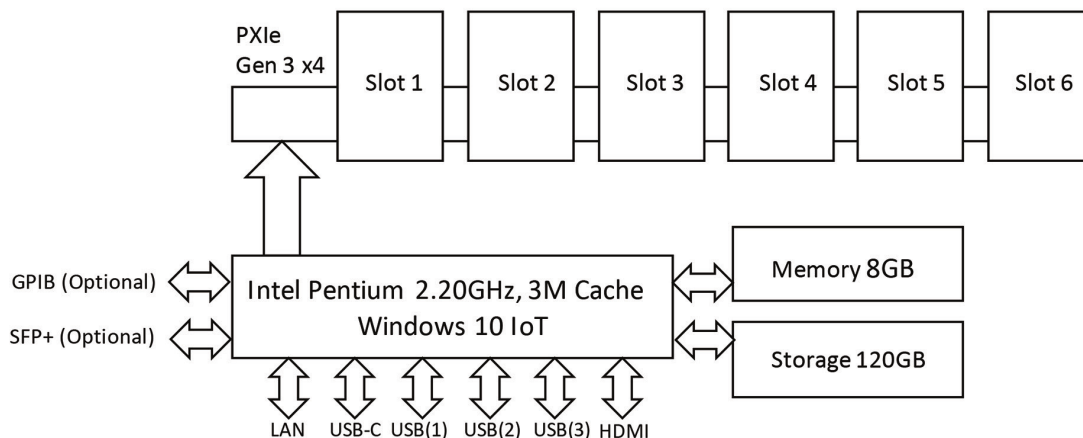 PXIe
Gen 3 x4
Slot 1
Slot 2
Slot 3
Slot 4
Slot 5
Slot 6
GPIB (Optional)
SFP+ (Optional)
Intel Pentium 2.20GHz, 3M Cache
Windows 10 IoT
Memory 8GB
Storage 120GB
LAN
USB-C
USB(1)
USB(2)
USB(3)
HDMI